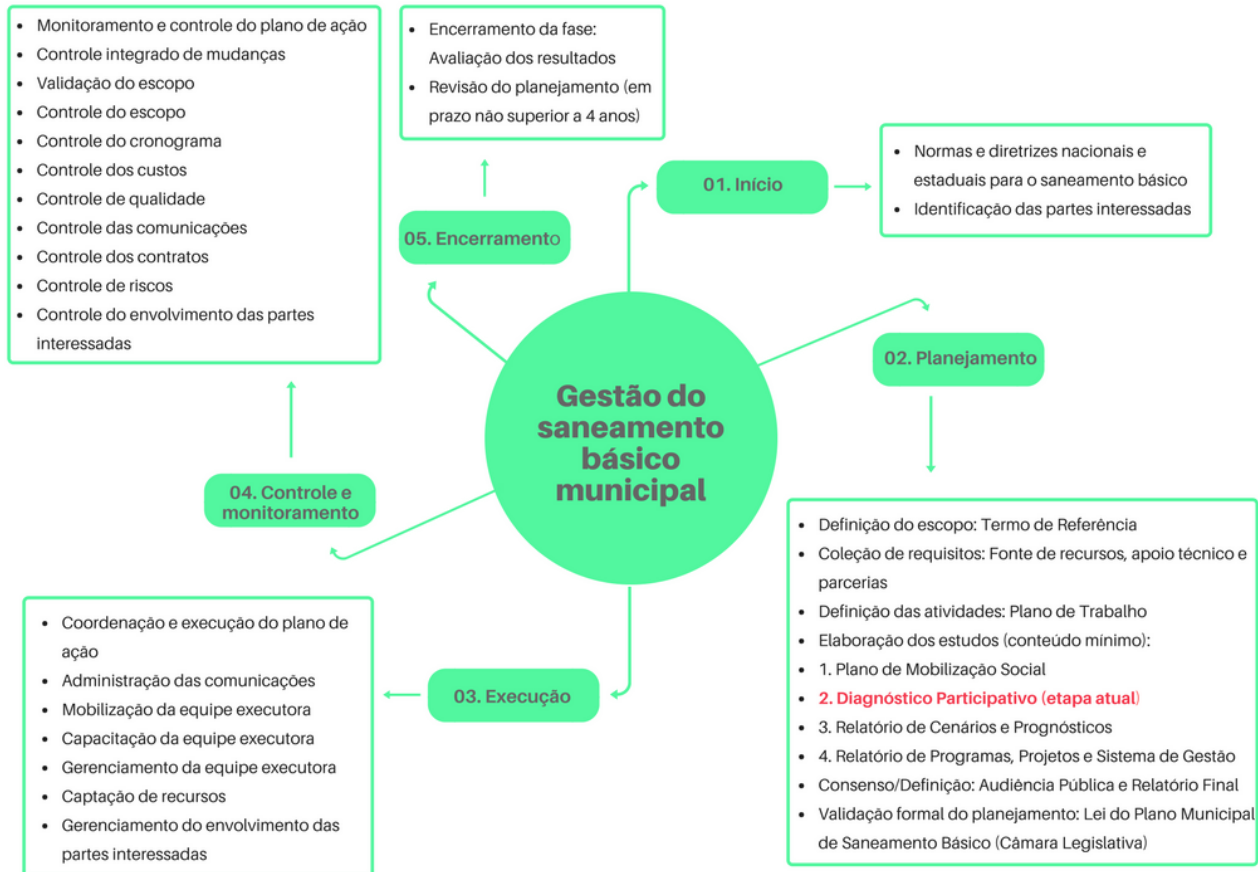 Gestão do
saneamento
básico
municipal
01. Início
• Normas e diretrizes nacionais e
estaduais para o saneamento básico
• Identificação das partes interessadas
02. Planejamento
• Definição do escopo: Termo de Referência
• Coleção de requisitos: Fonte de recursos, apoio técnico e
parcerias
• Definição das atividades: Plano de Trabalho
• Elaboração dos estudos (conteúdo mínimo):
• 1. Plano de Mobilização Social
• 2. Diagnóstico Participativo (etapa atual)
• 3. Relatório de Cenários e Prognósticos
• 4. Relatório de Programas, Projetos e Sistema de Gestão
• Consenso/Definição: Audiência Pública e Relatório Final
• Validação formal do planejamento: Lei do Plano Municipal
de Saneamento Básico (Câmara Legislativa)
03. Execução
• Coordenação e execução do plano de
ação
• Administração das comunicações
• Mobilização da equipe executora
• Capacitação da equipe executora
• Gerenciamento da equipe executora
• Captação de recursos
• Gerenciamento do envolvimento das
partes interessadas
04. Controle e
monitoramento
• Monitoramento e controle do plano de ação
• Controle integrado de mudanças
• Validação do escopo
• Controle do escopo
• Controle do cronograma
• Controle dos custos
• Controle de qualidade
• Controle das comunicações
• Controle dos contratos
• Controle de riscos
• Controle do envolvimento das partes
interessadas
05. Encerramento
• Encerramento da fase:
Avaliação dos resultados
• Revisão do planejamento (em
prazo não superior a 4 anos)